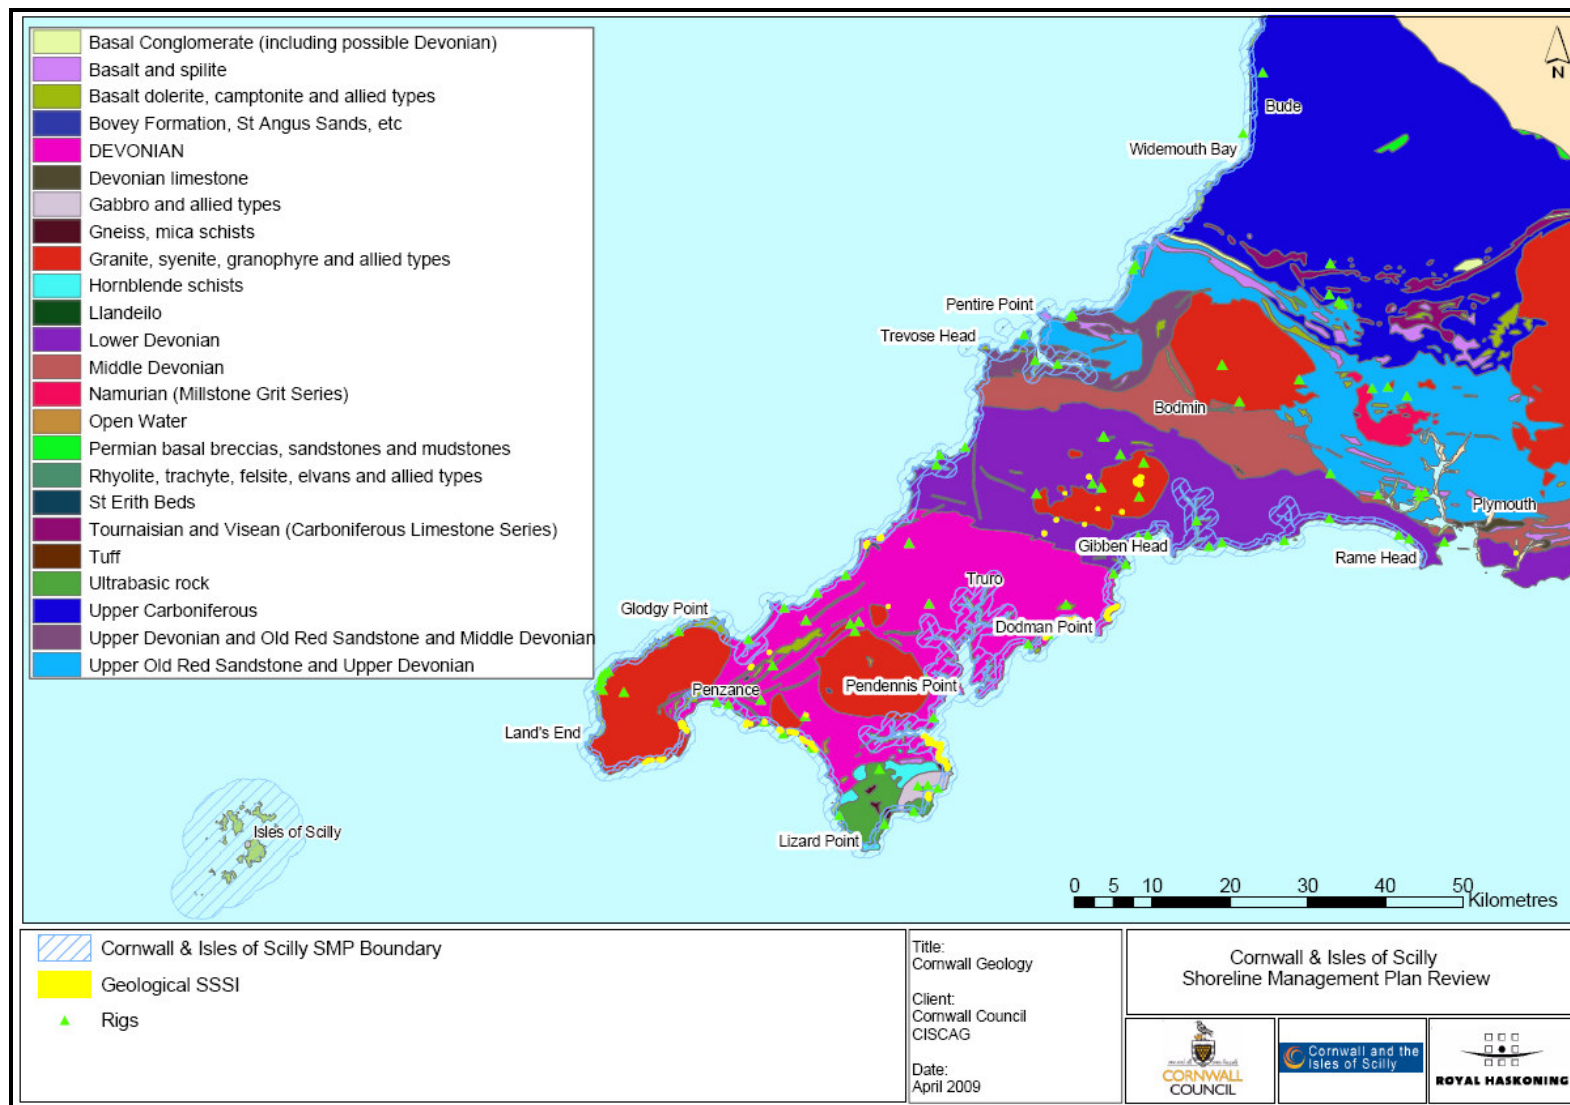 Basal Conglomerate (including possible Devonian)
Basalt and spilite
Basalt dolerite, camptonite and allied types
Bovey Formation, St Angus Sands, etc
DEVONIAN
Devonian limestone
Gabbro and allied types
Gneiss, mica schists
Granite, syenite, granophyre and allied types
Hornblende schists
Llandeilo
Lower Devonian
Middle Devonian
Namurian (Millstone Grit Series)
Open Water
Permian basal breccias, sandstones and mudstones
Rhyolite, trachyte, felsite, elvans and allied types
St Erith Beds
Tournaisian and Visean (Carboniferous Limestone Series)
Tuff
Ultrabasic rock
Upper Carboniferous
Upper Devonian and Old Red Sandstone and Middle Devonian
Upper Old Red Sandstone and Upper Devonian
N
Bude
Widemouth Bay
Pentire Point
Trevose Head
Bodmin
Plymouth
Gibben Head
Rame Head
Truro
Glodgy Point
Dodman Point
Penzance
Pendennis Point
Land's End
Isles of Scilly
Lizard Point
0 5 10 20 30 40 50
Kilometres
Cornwall & Isles of Scilly SMP Boundary
Geological SSSI
Rigs
Title:
Cornwall Geology
Client:
Cornwall Council
CISCAG
Date:
April 2009
Cornwall & Isles of Scilly
Shoreline Management Plan Review
CORNWALL
COUNCIL
Cornwall and the
Isles of Scilly
ROYAL HASKONING